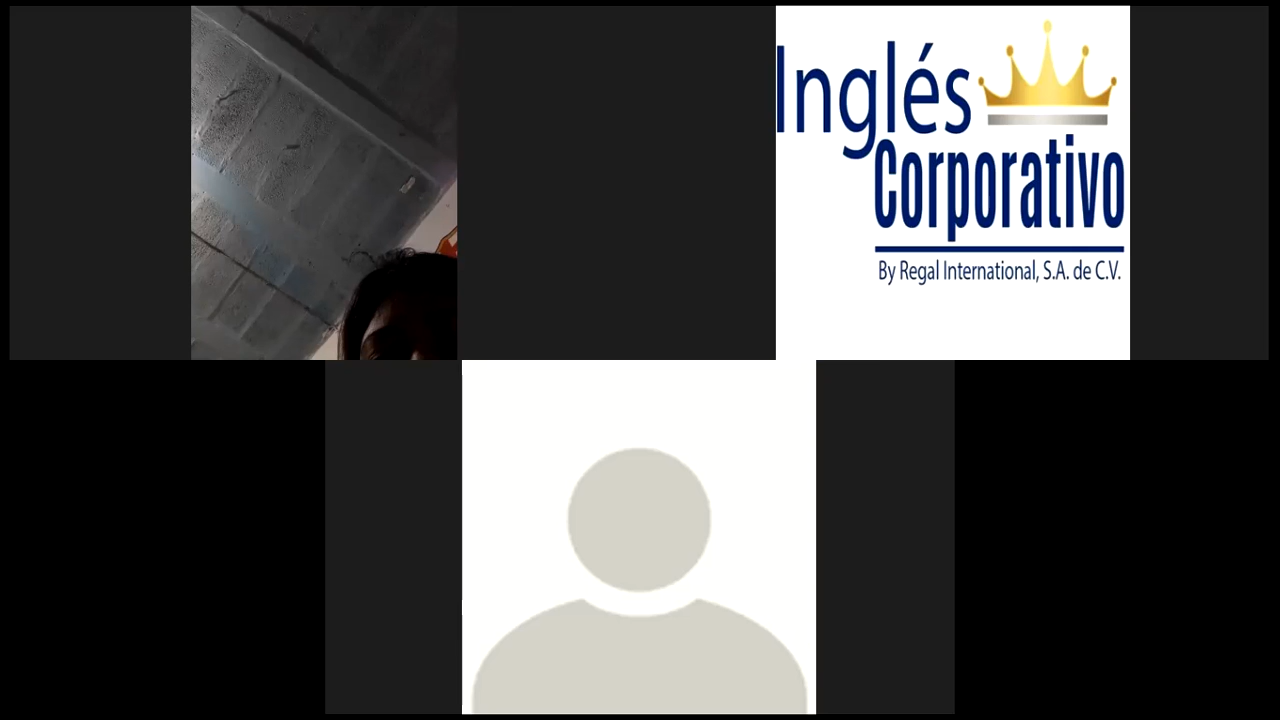 Inglés
Corporativo
By Regal International, S.A. de C.V.